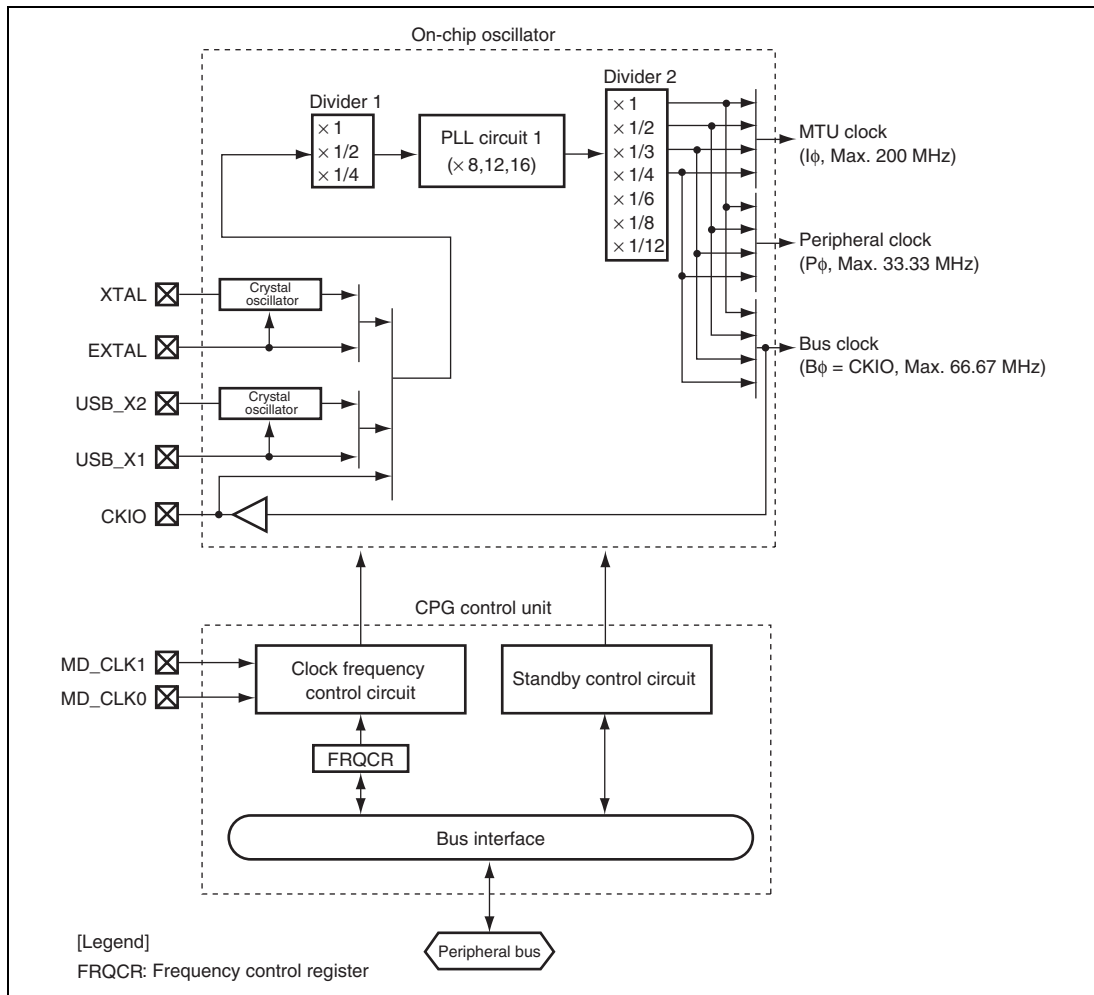 On-chip oscillator
Divider 1
× 1
× 1/2
× 1/4
PLL circuit 1
(× 8,12,16)
Divider 2
× 1
× 1/2
× 1/3
× 1/4
× 1/6
× 1/8
× 1/12
MTU clock
(Iϕ, Max. 200 MHz)
Peripheral clock
(Pϕ, Max. 33.33 MHz)
Bus clock
(Bϕ = CKIO, Max. 66.67 MHz)
XTAL
Crystal
oscillator
EXTAL
USB_X2
Crystal
oscillator
USB_X1
CKIO
CPG control unit
MD_CLK1
MD_CLK0
Clock frequency
control circuit
Standby control circuit
FRQCR
Bus interface
Peripheral bus
[Legend]
FRQCR: Frequency control register